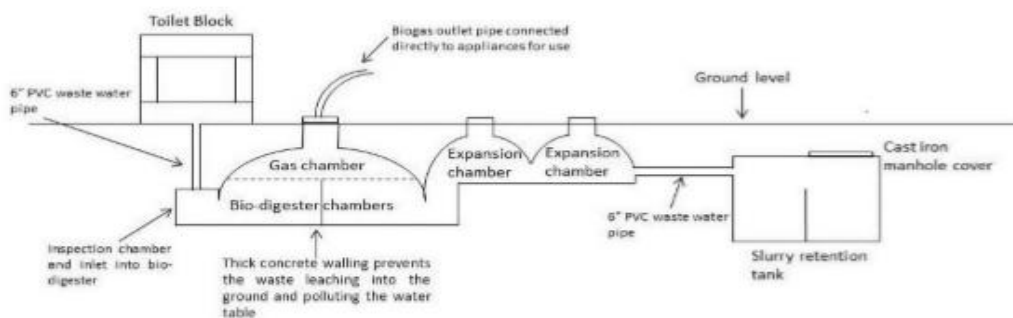 Toilet Block
Biogas outlet pipe connected
directly to appliances for use
Ground level
6" PVC waste water
pipe
Gas chamber
Expansion
chamber
Expansion
chamber
Cast iron
manhole cover
Bio-digester chambers
6" PVC waste water
pipe
Inspection chamber
and inlet into bio-
digester
Thick concrete walling prevents
the waste leaching into the
ground and polluting the water
table
Slurry retention
tank